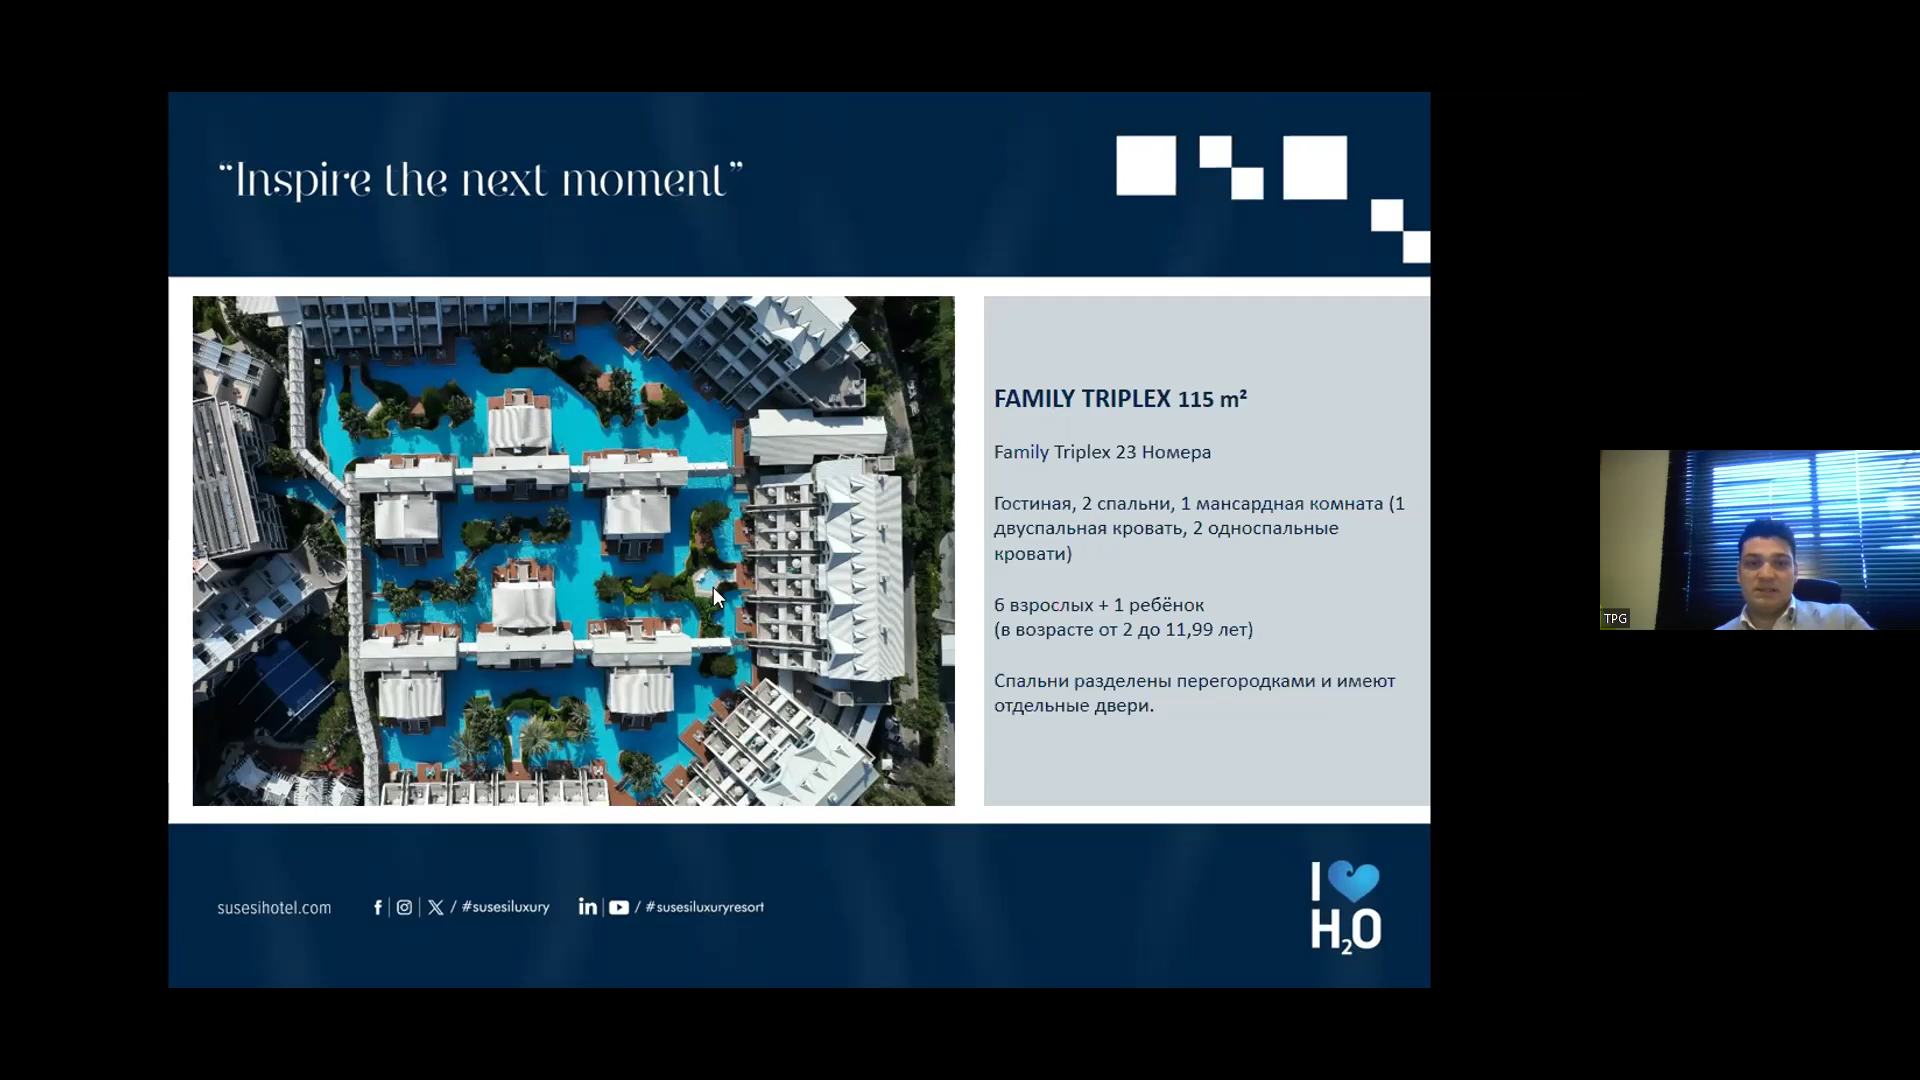 “Inspire the next moment”
FAMILY TRIPLEX 115 m²
Family Triplex 23 Номера
Гостиная, 2 спальни, 1 мансардная комната (1
двуспальная кровать, 2 односпальные
кровати)
6 взрослых + 1 ребёнок
(в возрасте от 2 до 11,99 лет)
Спальни разделены перегородками и имеют
отдельные двери.
TPG
susesihotel.com
/ #susesiluxury
/ #susesiluxuryresort
I
H₂O